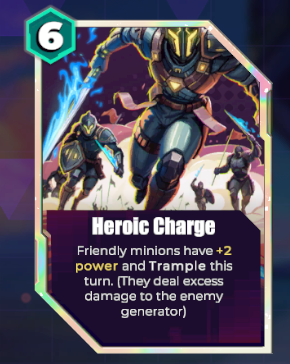 6
Heroic Charge
Friendly minions have +2
power and Trample this
turn. (They deal excess
damage to the enemy
generator)